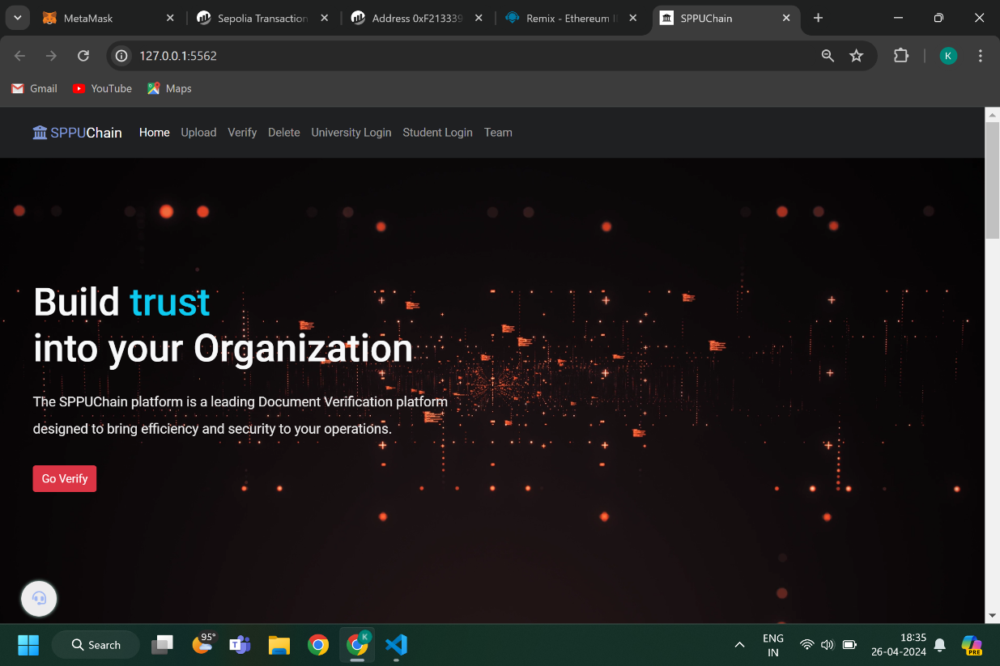 MetaMask
Sepolia Transaction
Address 0xF213339
Remix - Ethereum I
SPPUChain
127.0.0.1:5562
K
Gmail
YouTube
Maps
SPPUChain
Home
Upload
Verify
Delete
University Login
Student Login
Team
Build trust
into your Organization
The SPPUChain platform is a leading Document Verification platform
designed to bring efficiency and security to your operations.
Go Verify
Search
95°
T
K
ENG
IN
18:35
26-04-2024
PRE